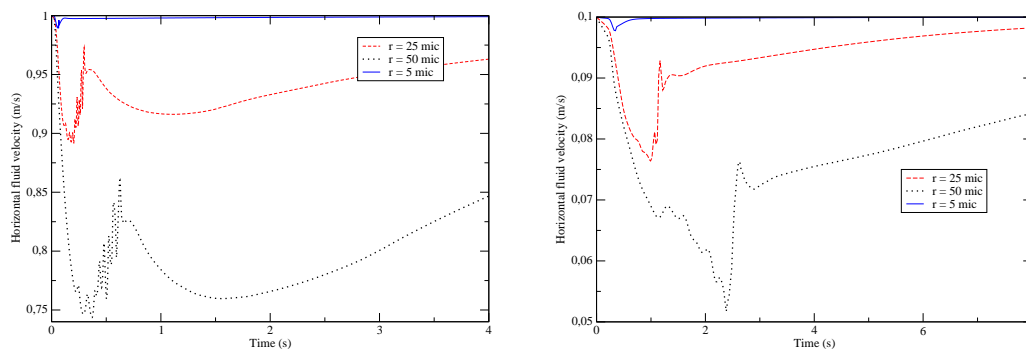 1
0,95
0,9
0,85
0,8
0,75
Horizontal fluid velocity (m/s)
r = 25 mic
r = 50 mic
r = 5 mic
0
1
2
3
4
Time (s)
0,1
0,09
0,08
0,07
0,06
0,05
Horizontal fluid velocity (m/s)
r = 25 mic
r = 50 mic
r = 5 mic
0
2
4
6
Time (s)